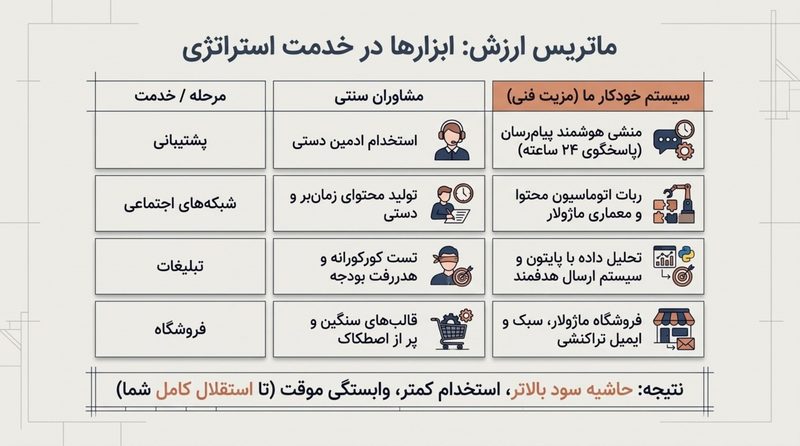 ماتریس ارزش: ابزارها در خدمت استراتژی
سیستم خودکار ما (مزیت فنی)
مشاوران سنتی
مرحله / خدمت
منشی هوشمند پیام‌رسان
(پاسخگوی ۲۴ ساعته)
استخدام ادمین دستی
پشتیبانی
ربات اتوماسیون محتوا
و معماری ماژولار
تولید محتوای زمان‌بر و
دستی
شبکه‌های اجتماعی
تحلیل داده با پایتون و
سیستم ارسال هدفمند
تست کورکورانه و
هدررفت بودجه
تبلیغات
فروشگاه ماژولار، سبک و
ایمیل تراکنشی
قالب‌های سنگین و
پر از اصطکاک
فروشگاه
نتیجه: حاشیه سود بالاتر، استخدام کمتر، وابستگی موقت (تا استقلال کامل شما)